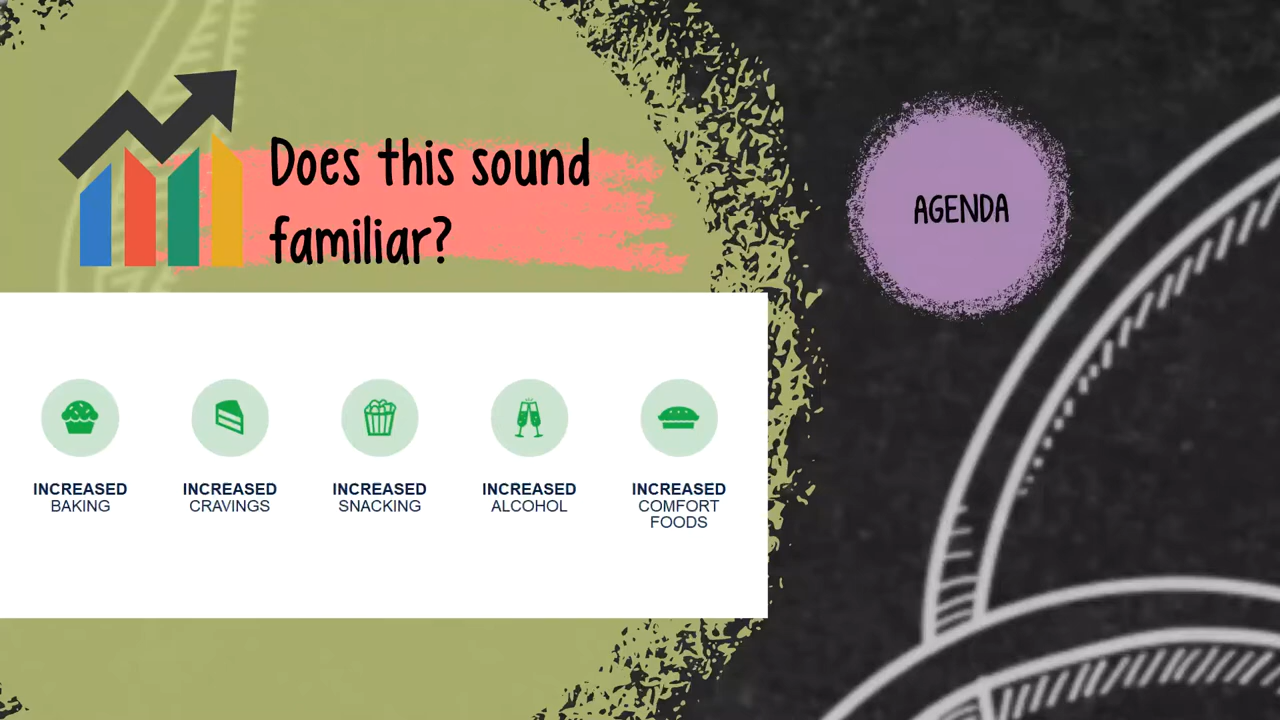 Does this sound
familiar?
AGENDA
INCREASED
BAKING
INCREASED
CRAVINGS
INCREASED
SNACKING
INCREASED
ALCOHOL
INCREASED
COMFORT
FOODS